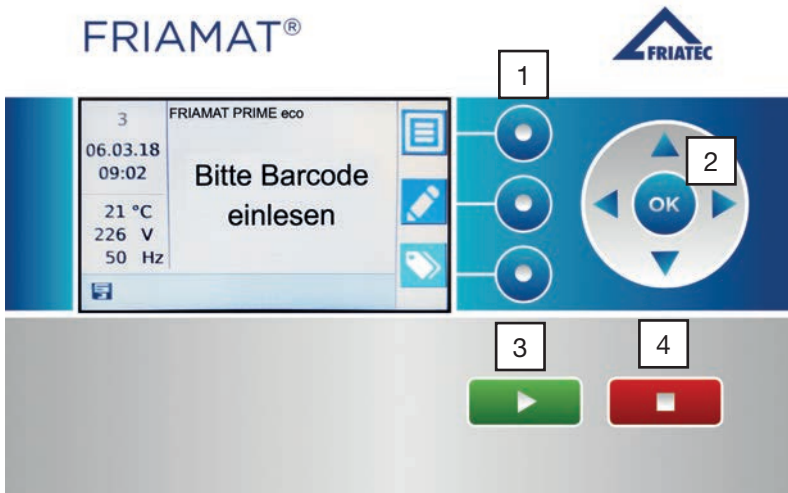 FRIAMAT®
FRIATEC
1
3
FRIAMAT PRIME eco
06.03.18
09:02
Bitte Barcode
einlesen
21 °C
226 V
50 Hz
2
OK
3
4